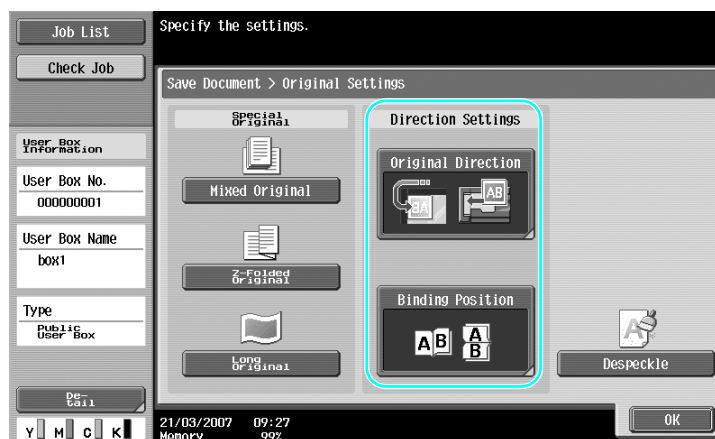 Job List
Specify the settings.
Check Job
Save Document > Original Settings
Special
Original
Direction Settings
User Box
Information
Mixed Original
Original Direction
AB
AB
User Box No.
000000001
User Box Name
box1
Z-Folded
Original
Binding Position
A B
A
B
Type
Public
User Box
Long
Original
A
Despeckle
De-
tail
OK
Y M C K
21/03/2007 09:27
Memory 99%